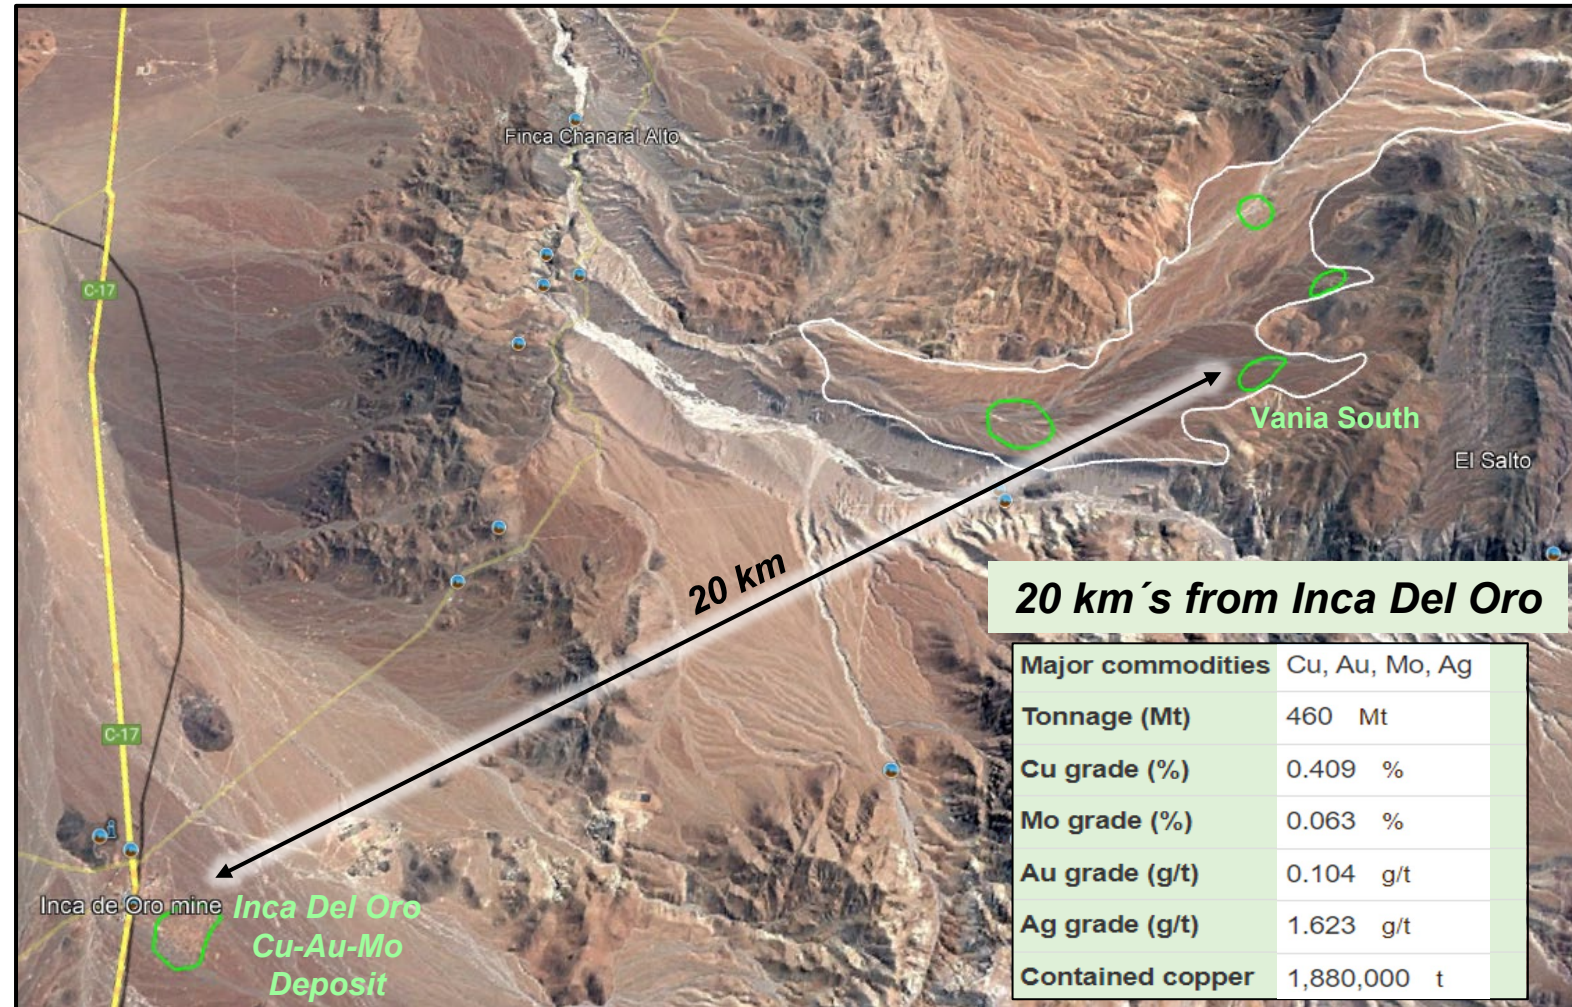 Finca Chanaral Alto
C-17
Vania South
El Salto
20 km
20 km´s from Inca Del Oro
Major commodities Cu, Au, Mo, Ag
Tonnage (Mt) 460 Mt
Cu grade (%) 0.409 %
C-17
Mo grade (%) 0.063 %
Au grade (g/t) 0.104 g/t
Ag grade (g/t) 1.623 g/t
Contained copper 1,880,000 t
Inca de Oro mine
Inca Del Oro
Cu-Au-Mo
Deposit